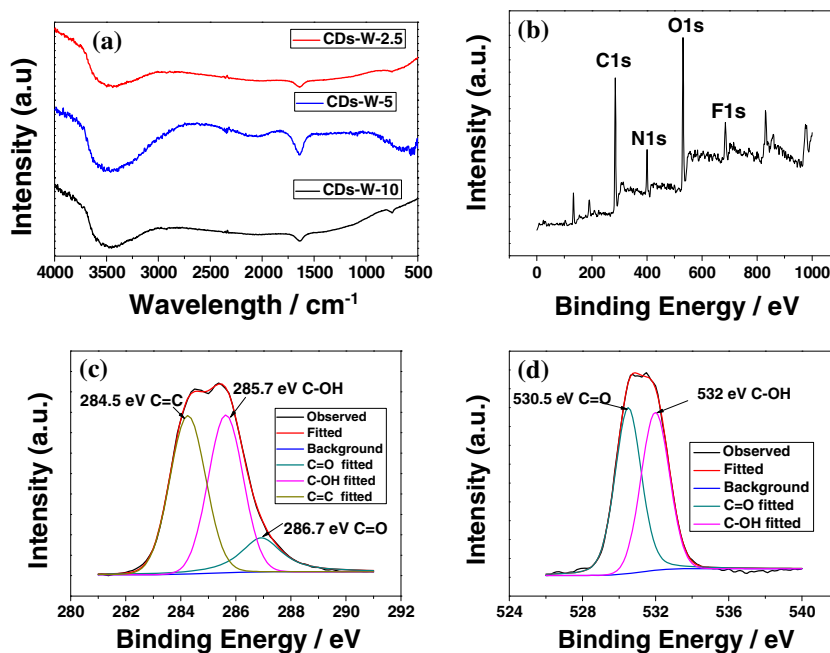 (a)
CDs-W-2.5
CDs-W-5
CDs-W-10
Intensity (a.u)
4000 3500 3000 2500 2000 1500 1000 500
Wavelength / cm⁻¹
(b)
O1s
C1s
N1s
F1s
Intensity (a.u.)
0 200 400 600 800 1000
Binding Energy / eV
(c)
284.5 eV C=C
285.7 eV C-OH
Observed
Fitted
Background
C=O fitted
C-OH fitted
C=C fitted
286.7 eV C=O
Intensity (a.u.)
280 282 284 286 288 290 292
Binding Energy / eV
(d)
530.5 eV C=O
532 eV C-OH
Observed
Fitted
Background
C=O fitted
C-OH fitted
Intensity (a.u.)
524 528 532 536 540
Binding Energy / eV